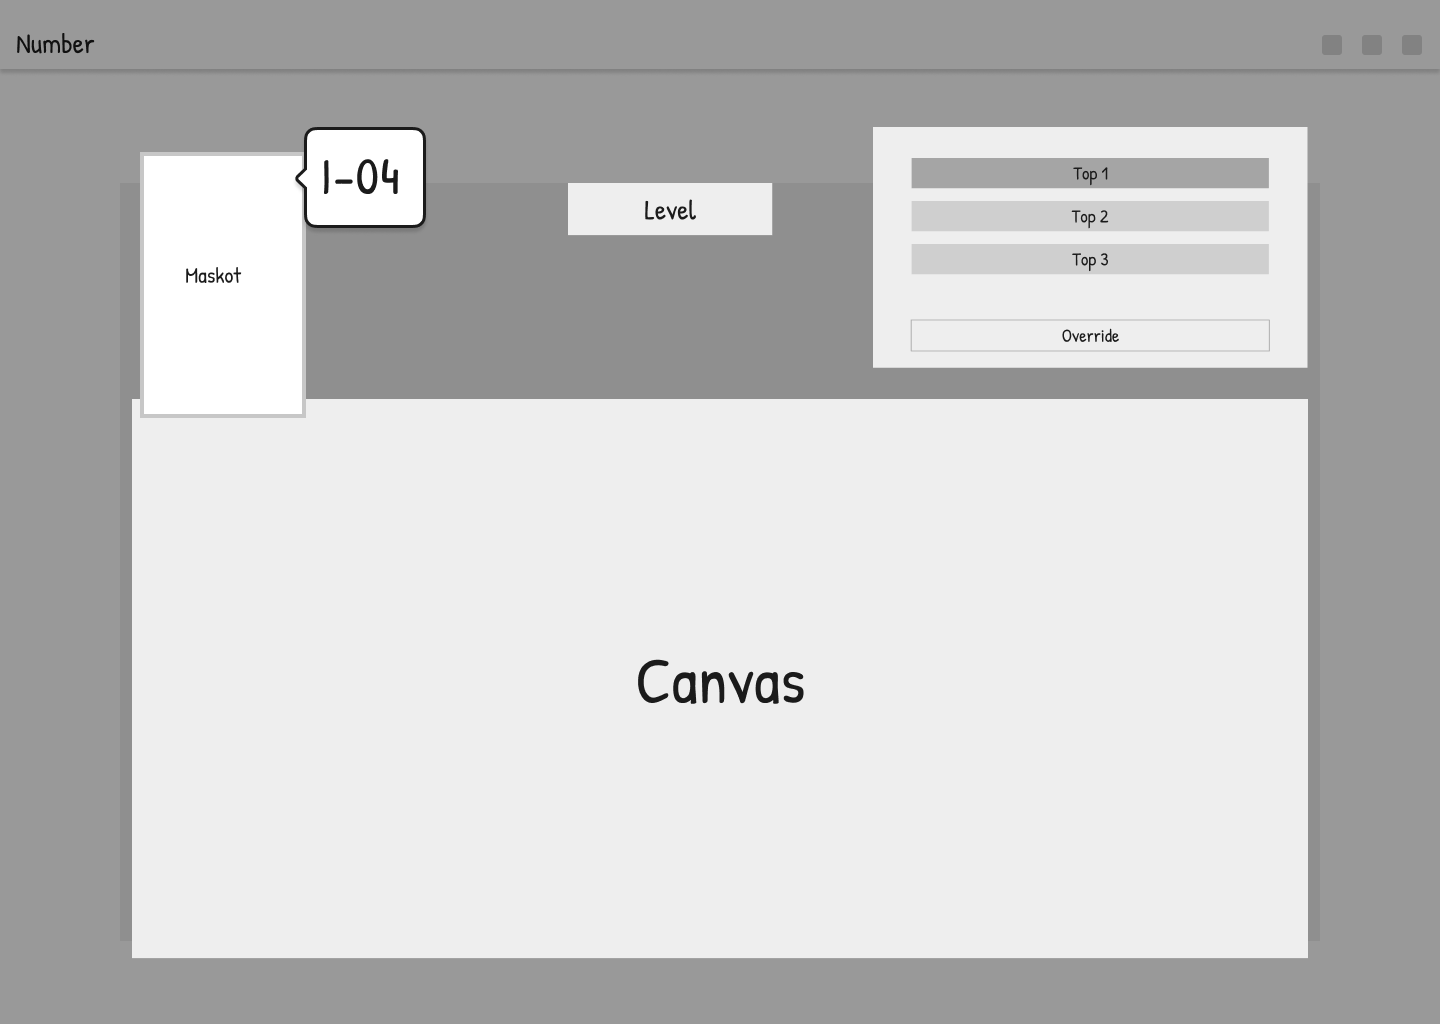 Number
1-04
Maskot
Level
Top 1
Top 2
Top 3
Override
Canvas